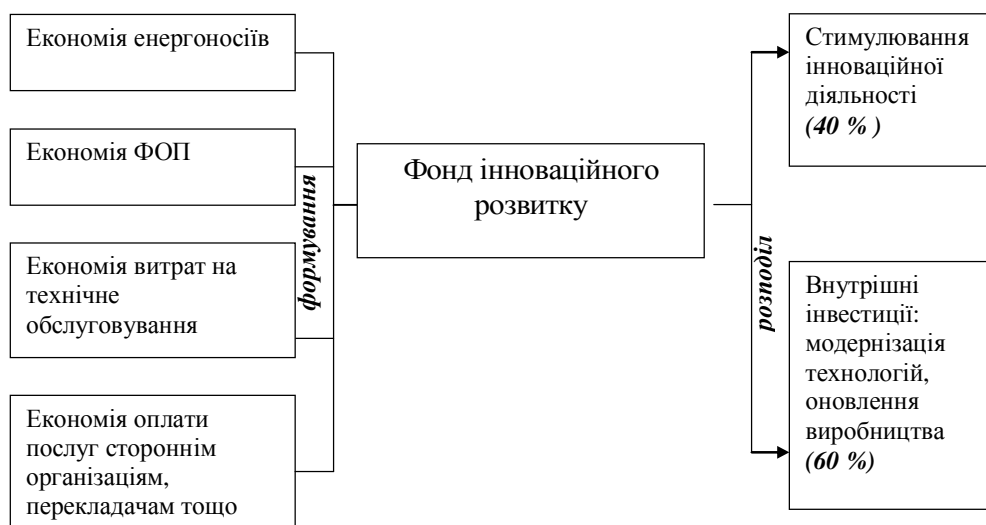 Економія енергоносіїв
Економія ФОП
Економія витрат на
технічне
обслуговування
Економія оплати
послуг стороннім
організаціям,
перекладачам тощо
формування
Фонд інноваційного
розвитку
розподіл
Стимулювання
інноваційної
діяльності
(40 % )
Внутрішні
інвестиції:
модернізація
технологій,
оновлення
виробництва
(60 %)